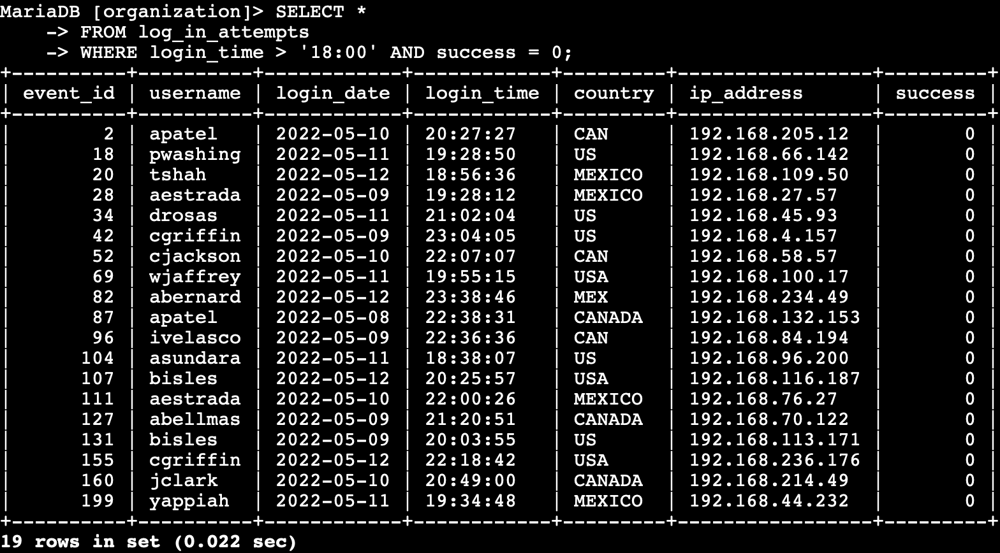 MariaDB [organization]> SELECT *
    -> FROM log_in_attempts
    -> WHERE login_time > '18:00' AND success = 0;
+----------+----------+------------+------------+---------+-----------------+---------+
| event_id | username | login_date | login_time | country | ip_address      | success |
+----------+----------+------------+------------+---------+-----------------+---------+
|        2 | apatel   | 2022-05-10 | 20:27:27   | CAN     | 192.168.205.12  |       0 |
|       18 | pwashing | 2022-05-11 | 19:28:50   | US      | 192.168.66.142  |       0 |
|       20 | tshah    | 2022-05-12 | 18:56:36   | MEXICO  | 192.168.109.50  |       0 |
|       28 | aestrada | 2022-05-09 | 19:28:12   | MEXICO  | 192.168.27.57   |       0 |
|       34 | drosas   | 2022-05-11 | 21:02:04   | US      | 192.168.45.93   |       0 |
|       42 | cgriffin | 2022-05-09 | 23:04:05   | US      | 192.168.4.157   |       0 |
|       52 | cjackson | 2022-05-10 | 22:07:07   | CAN     | 192.168.58.57   |       0 |
|       69 | wjaffrey | 2022-05-11 | 19:55:15   | USA     | 192.168.100.17  |       0 |
|       82 | abernard | 2022-05-12 | 23:38:46   | MEX     | 192.168.234.49  |       0 |
|       87 | apatel   | 2022-05-08 | 22:38:31   | CANADA  | 192.168.132.153 |       0 |
|       96 | ivelasco | 2022-05-09 | 22:36:36   | CAN     | 192.168.84.194  |       0 |
|      104 | asundara | 2022-05-11 | 18:38:07   | US      | 192.168.96.200  |       0 |
|      107 | bisles   | 2022-05-12 | 20:25:57   | USA     | 192.168.116.187 |       0 |
|      111 | aestrada | 2022-05-10 | 22:00:26   | MEXICO  | 192.168.76.27   |       0 |
|      127 | abellmas | 2022-05-09 | 21:20:51   | CANADA  | 192.168.70.122  |       0 |
|      131 | bisles   | 2022-05-09 | 20:03:55   | US      | 192.168.113.171 |       0 |
|      155 | cgriffin | 2022-05-12 | 22:18:42   | USA     | 192.168.236.176 |       0 |
|      160 | jclark   | 2022-05-10 | 20:49:00   | CANADA  | 192.168.214.49  |       0 |
|      199 | yappiah  | 2022-05-11 | 19:34:48   | MEXICO  | 192.168.44.232  |       0 |
+----------+----------+------------+------------+---------+-----------------+---------+
19 rows in set (0.022 sec)